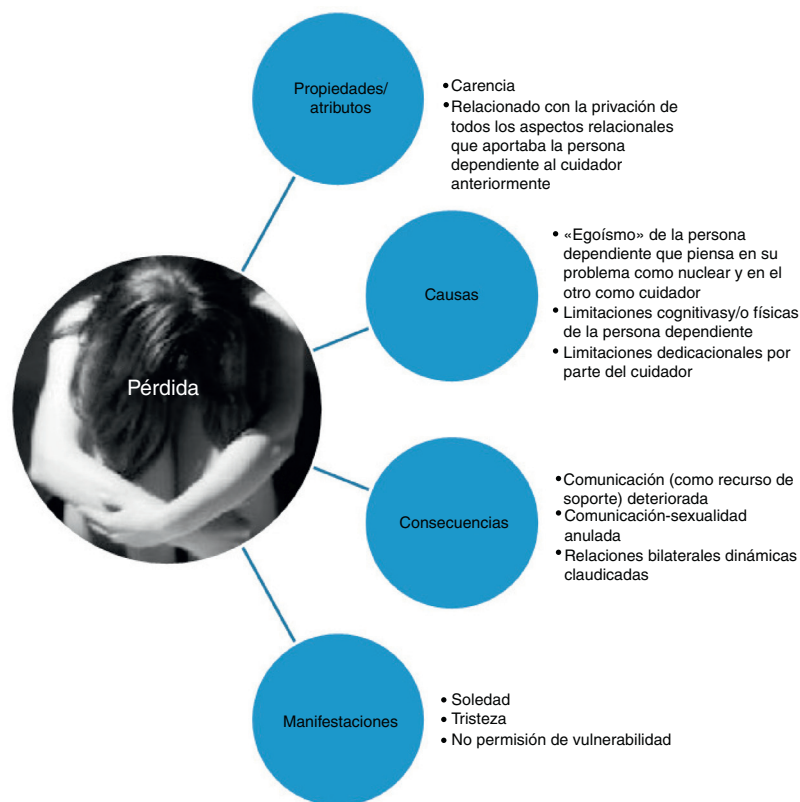 Propiedades/
atributos
• Carencia
• Relacionado con la privación de
todos los aspectos relacionales
que aportaba la persona
dependiente al cuidador
anteriormente
Pérdida
Causas
• «Egoísmo» de la persona
dependiente que piensa en su
problema como nuclear y en el
otro como cuidador
• Limitaciones cognitivasy/o físicas
de la persona dependiente
• Limitaciones dedicacionales por
parte del cuidador
Consecuencias
• Comunicación (como recurso de
soporte) deteriorada
• Comunicación-sexualidad
anulada
• Relaciones bilaterales dinámicas
claudicadas
Manifestaciones
• Soledad
• Tristeza
• No permisión de vulnerabilidad